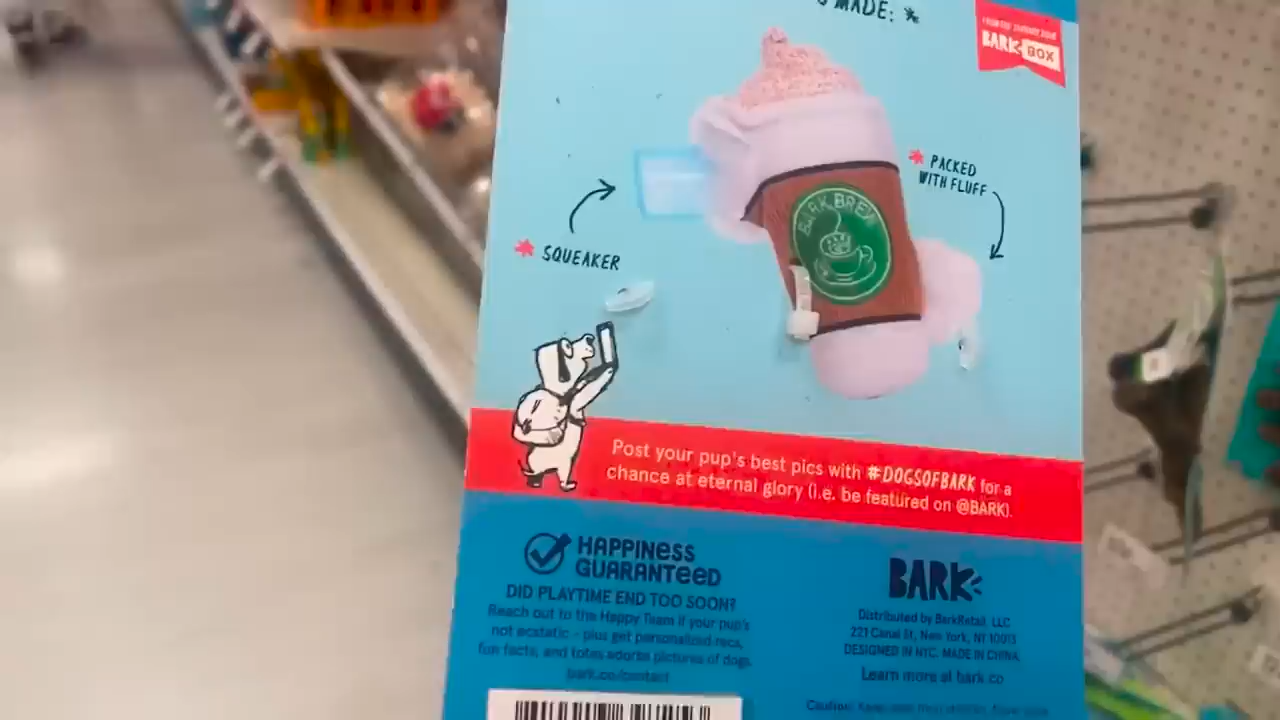 MADE: *
BARK BOX
* PACKED
WITH FLUFF
BARK BREW
* SQUEAKER
Post your pup's best pics with #DOGSOFBARK for a
chance at eternal glory (i.e. be featured on @BARK).
HAPPINESS
GUARANTEED
DID PLAYTIME END TOO SOON?
Reach out to the Happy Team if your pup's
not ecstatic - plus get personalized recs,
fun facts, and totes adorbs pictures of dogs.
bark.co/contact
BARK
Distributed by BarkRetail, LLC
221 Canal St, New York, NY 10013
DESIGNED IN NYC. MADE IN CHINA.
Learn more at bark.co
Caution: